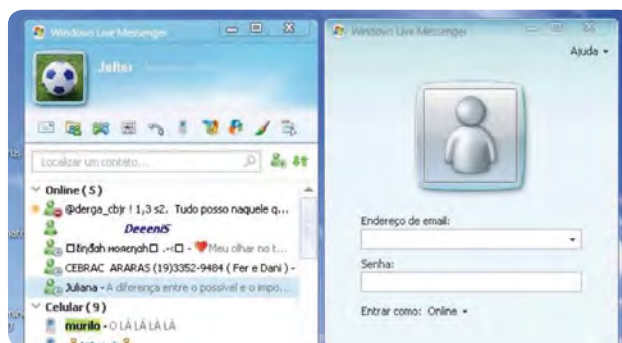 Windows Live Messenger
Jefter
Localizar um contato...
Online (5)
@derga_cbjr ! 1,3 s2. Tudo posso naquele q...
Deeeni$
Meu olhar no t...
CEBRAC ARARAS (19)3352-9484 ( Fer e Dani ) -
Juliana - A diferença entre o possível e o impo...
Celular (9)
murilo - O LÁ LÁ LÁ LÁ
Windows Live Messenger
Ajuda
Endereço de email:
Senha:
Entrar como: Online